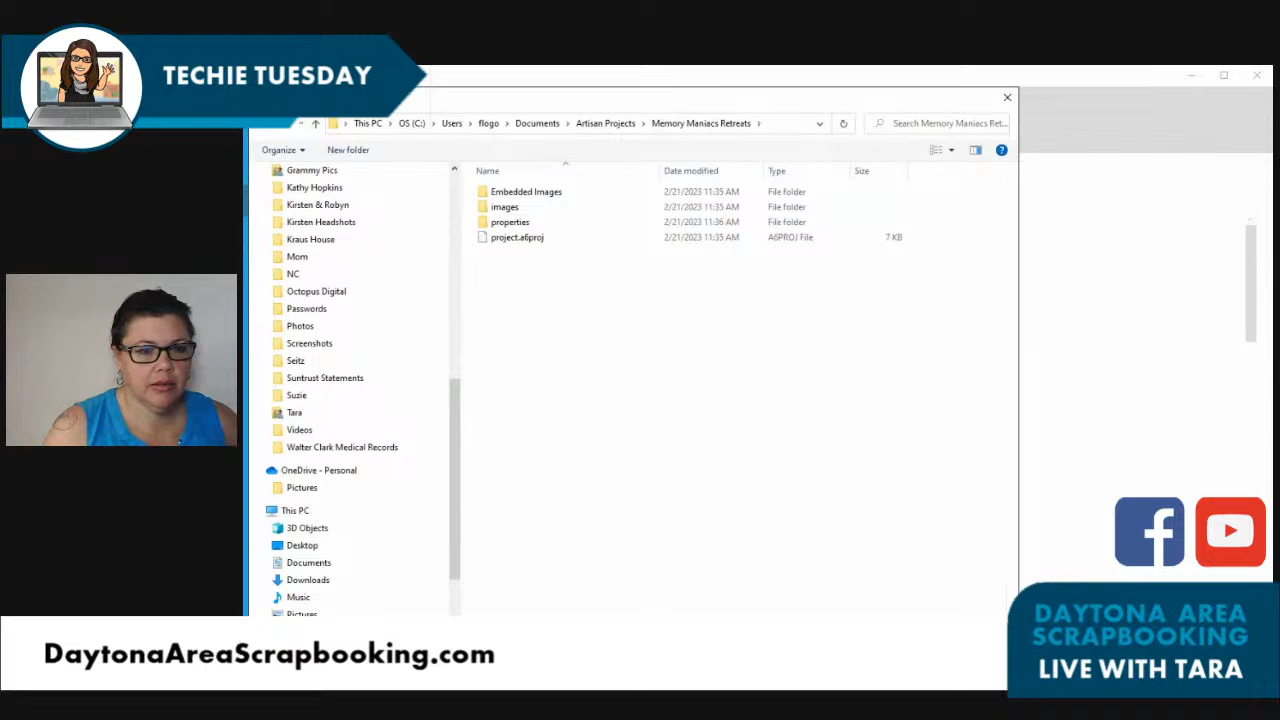 TECHIE TUESDAY
This PC > OS (C:) > Users > flogo > Documents > Artisan Projects > Memory Maniacs Retreats >
Search Memory Maniacs Ret...
Organize
New folder
Grammy Pics
Kathy Hopkins
Kirsten & Robyn
Kirsten Headshots
Kraus House
Mom
NC
Octopus Digital
Passwords
Photos
Screenshots
Seitz
Suntrust Statements
Suzie
Tara
Videos
Walter Clark Medical Records
OneDrive - Personal
Pictures
This PC
3D Objects
Desktop
Documents
Downloads
Music
Pictures
Name Date modified Type Size
Embedded Images 2/21/2023 11:35 AM File folder
images 2/21/2023 11:35 AM File folder
properties 2/21/2023 11:36 AM File folder
project.a6proj 2/21/2023 11:35 AM A6PROJ File 7 KB
DaytonaAreaScrapbooking.com
DAYTONA AREA
SCRAPBOOKING
LIVE WITH TARA